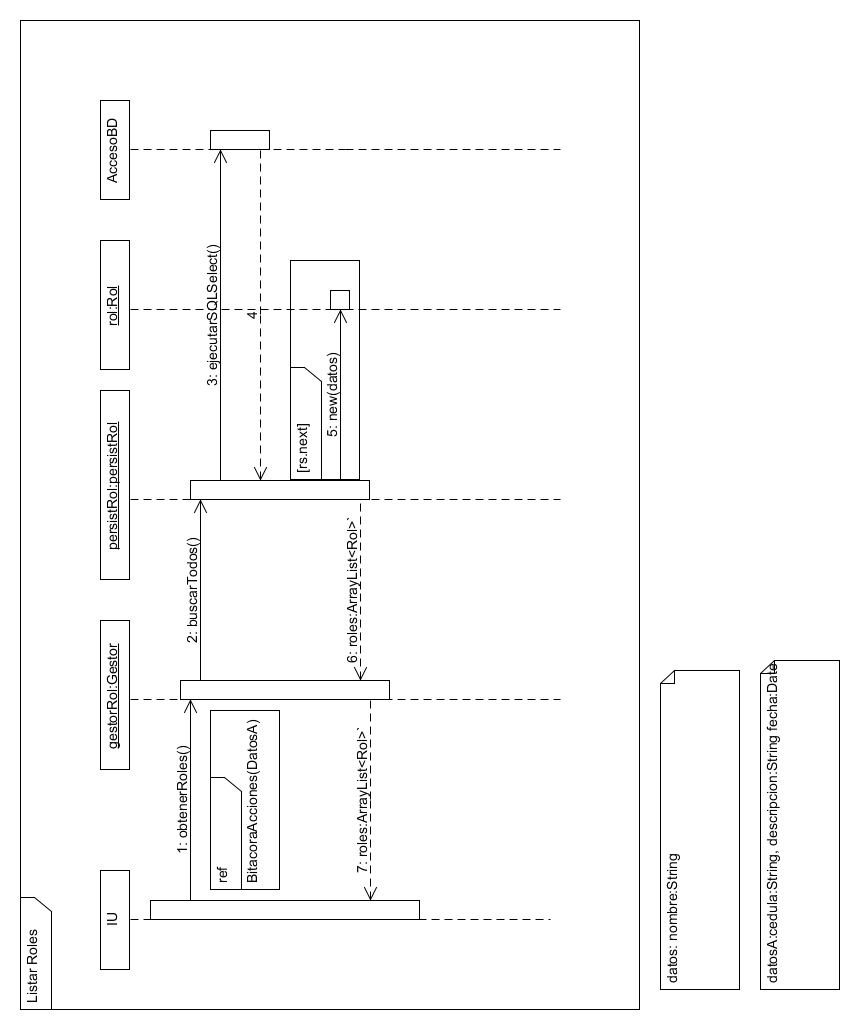 Listar Roles
IU
gestorRol:Gestor
persistRol:persistRol
rol:Rol
AccesoBD
1: obtenerRoles()
2: buscarTodos()
3: ejecutarSQLSelect()
ref
BitacoraAcciones(DatosA)
4
[rs.next]
5: new(datos)
6: roles:ArrayList<Rol>`
7: roles:ArrayList<Rol>`
datos: nombre:String
datosA:cedula:String, descripcion:String fecha:Date